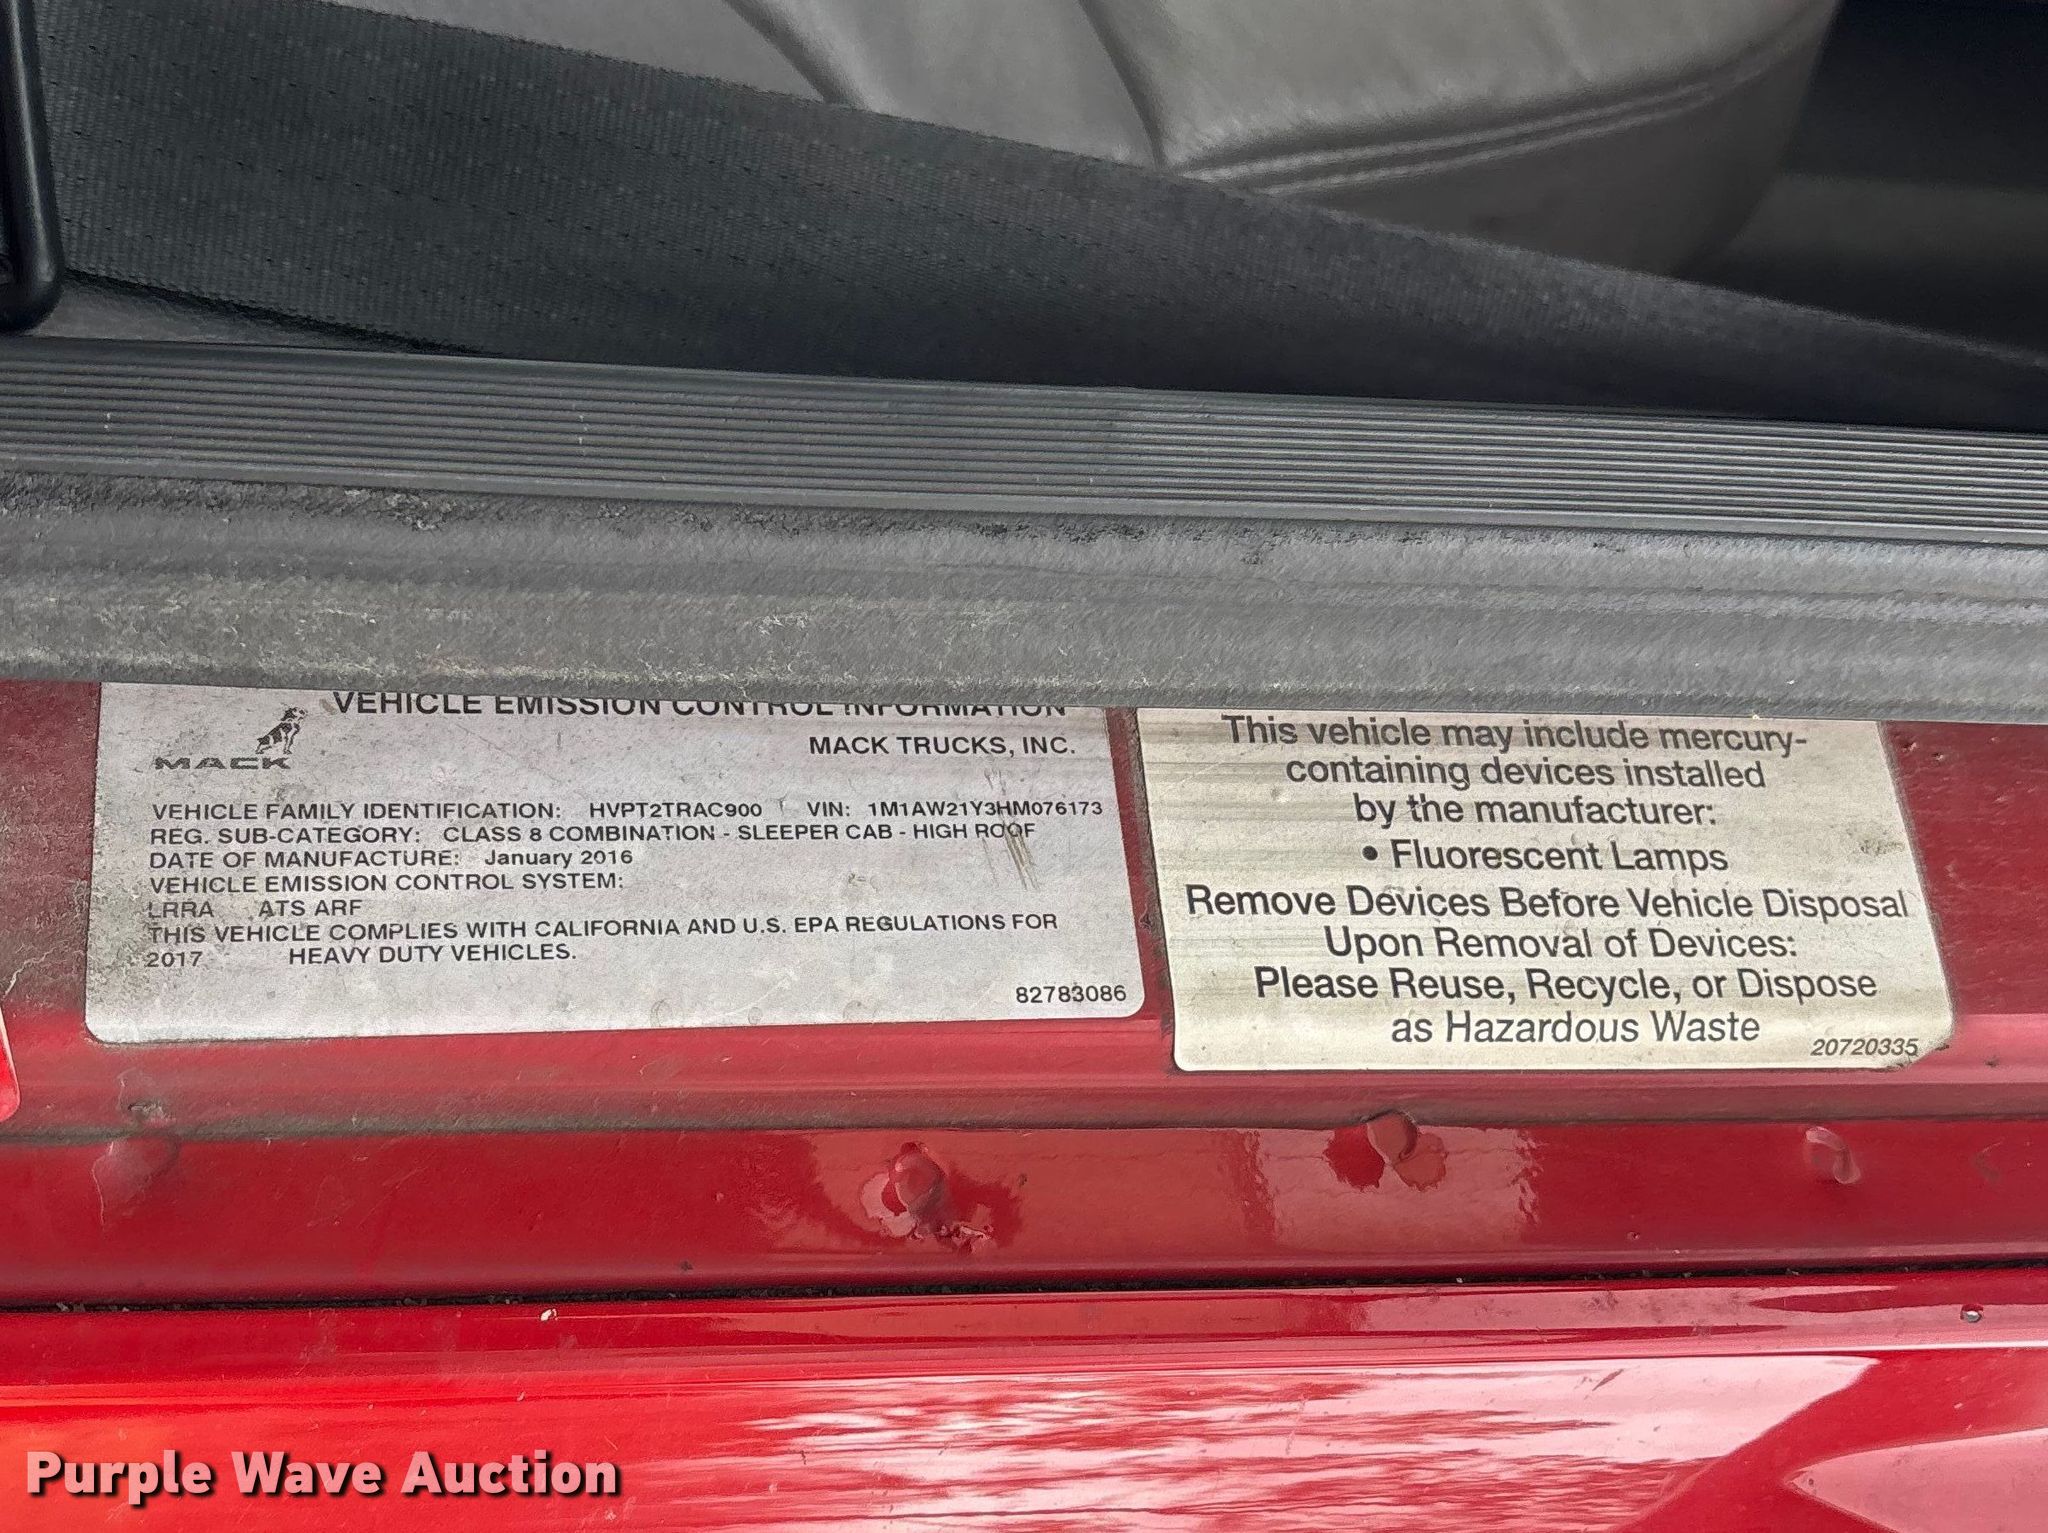 VEHICLE EMISSION CONTROL INFORMATION
MACK
MACK TRUCKS, INC.
VEHICLE FAMILY IDENTIFICATION: HVPT2TRAC900 VIN: 1M1AW21Y3HM076173
REG. SUB-CATEGORY: CLASS 8 COMBINATION - SLEEPER CAB - HIGH ROOF
DATE OF MANUFACTURE: January 2016
VEHICLE EMISSION CONTROL SYSTEM:
LRRA ATS ARF
THIS VEHICLE COMPLIES WITH CALIFORNIA AND U.S. EPA REGULATIONS FOR
2017 HEAVY DUTY VEHICLES.
82783086
This vehicle may include mercury-
containing devices installed
by the manufacturer:
• Fluorescent Lamps
Remove Devices Before Vehicle Disposal
Upon Removal of Devices:
Please Reuse, Recycle, or Dispose
as Hazardous Waste
20720335
Purple Wave Auction